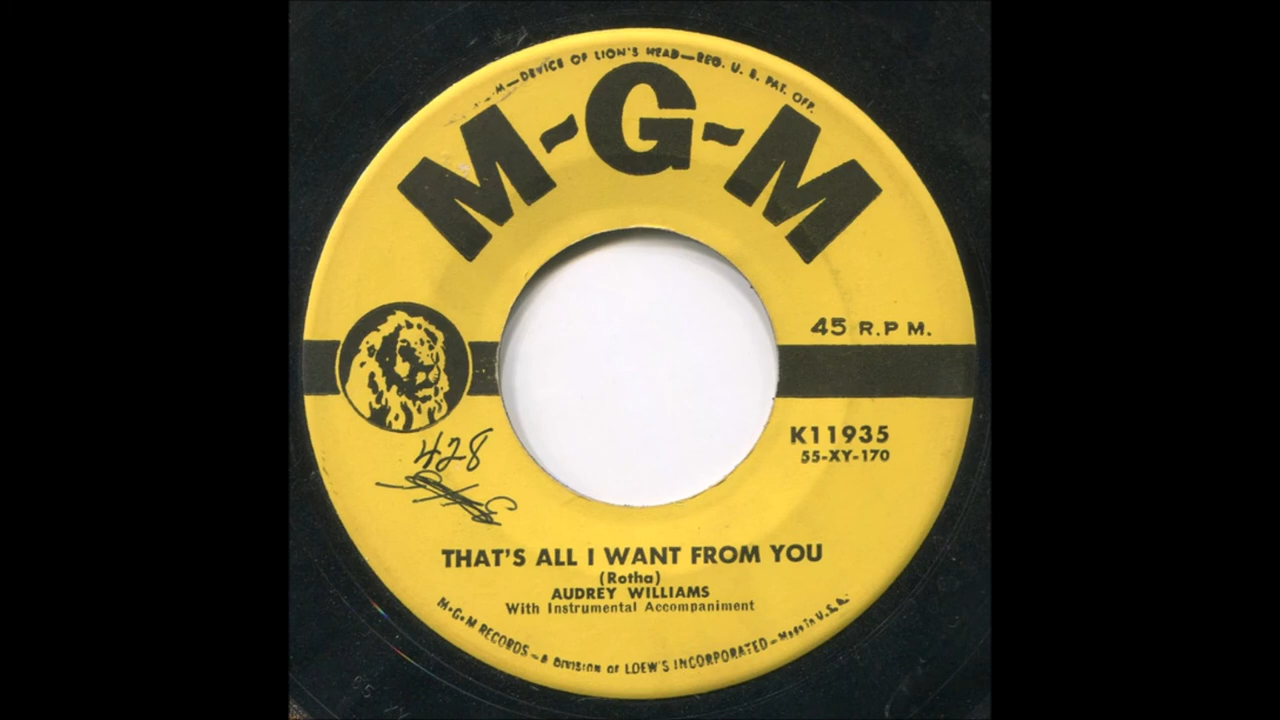 M—DEVICE OF LION'S HEAD—REG. U. S. PAT. OFF.
M-G-M
45 R.P M.
K11935
55-XY-170
428
THAT'S ALL I WANT FROM YOU
(Rotha)
AUDREY WILLIAMS
With Instrumental Accompaniment
M-G-M RECORDS—A DIVISION OF LOEW'S INCORPORATED—Made in U.S.A.